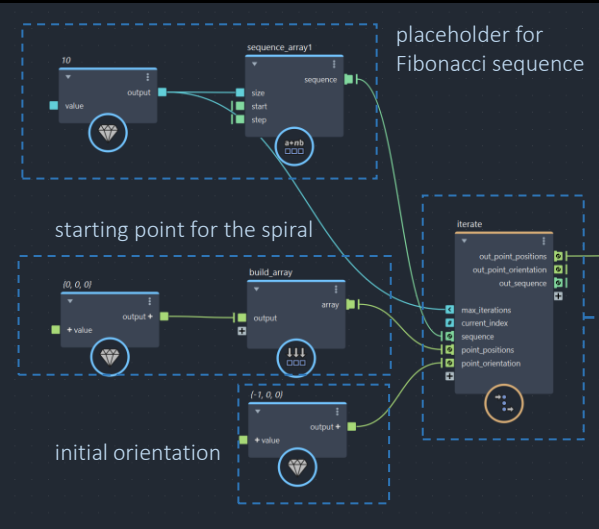 placeholder for
Fibonacci sequence
10
output
value
sequence_array1
sequence
size
start
step
a+nb
starting point for the spiral
(0, 0, 0)
output +
+ value
build_array
array
output
(-1, 0, 0)
output +
+ value
initial orientation
iterate
out_point_positions
out_point_orientation
out_sequence
max_iterations
current_index
sequence
point_positions
point_orientation